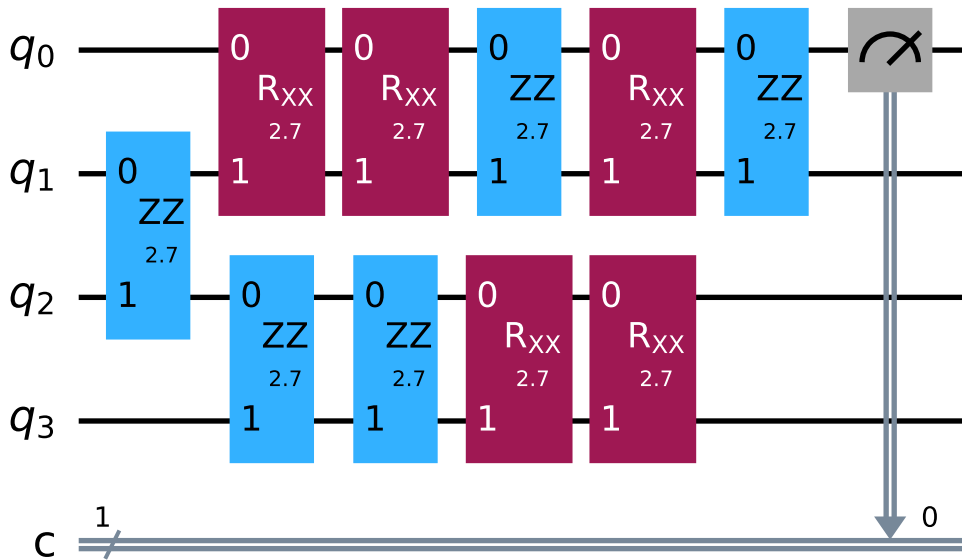 q0 0 0 0 0 0
RXX RXX ZZ RXX ZZ
2.7 2.7 2.7 2.7 2.7
q1 0 1 1 1 1 1
ZZ
2.7
q2 1 0 0 0 0
ZZ ZZ RXX RXX
2.7 2.7 2.7 2.7
q3 1 1 1 1
1 0
c